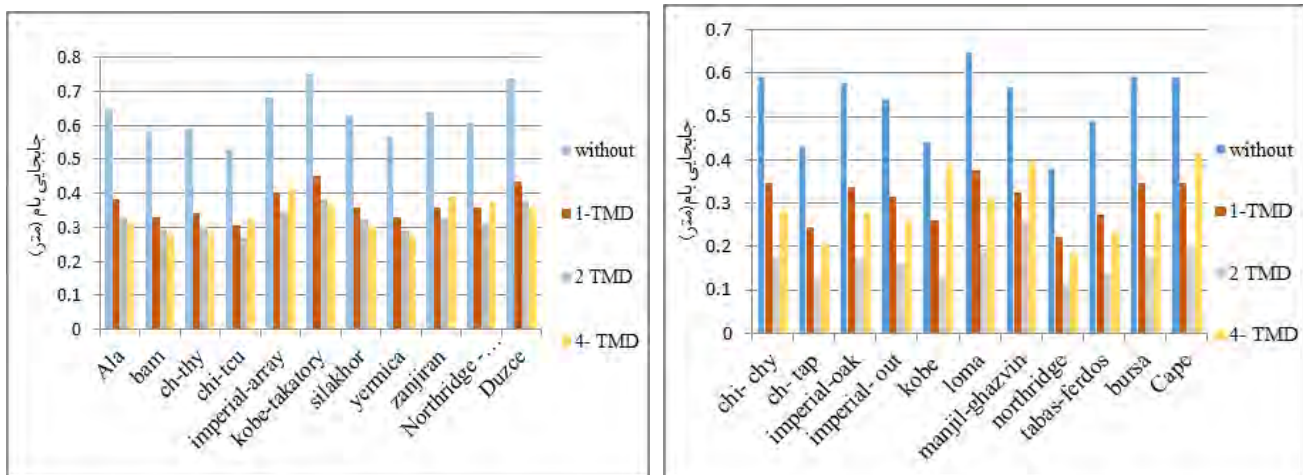 0.8
0.7
0.6
0.5
0.4
0.3
0.2
0.1
0
جابجایی بام(متر)
Ala
bam
ch-thy
chi-tcu
imperial-array
kobe-takatory
silakhor
yermica
zanjiran
Northridge -…
Duzce
without
1-TMD
2 TMD
4- TMD
0.7
0.6
0.5
0.4
0.3
0.2
0.1
0
جابجایی بام(متر)
chi- chy
ch- tap
imperial-oak
imperial- out
kobe
loma
manjil-ghazvin
northridge
tabas-ferdos
bursa
Cape
without
1-TMD
2 TMD
4- TMD